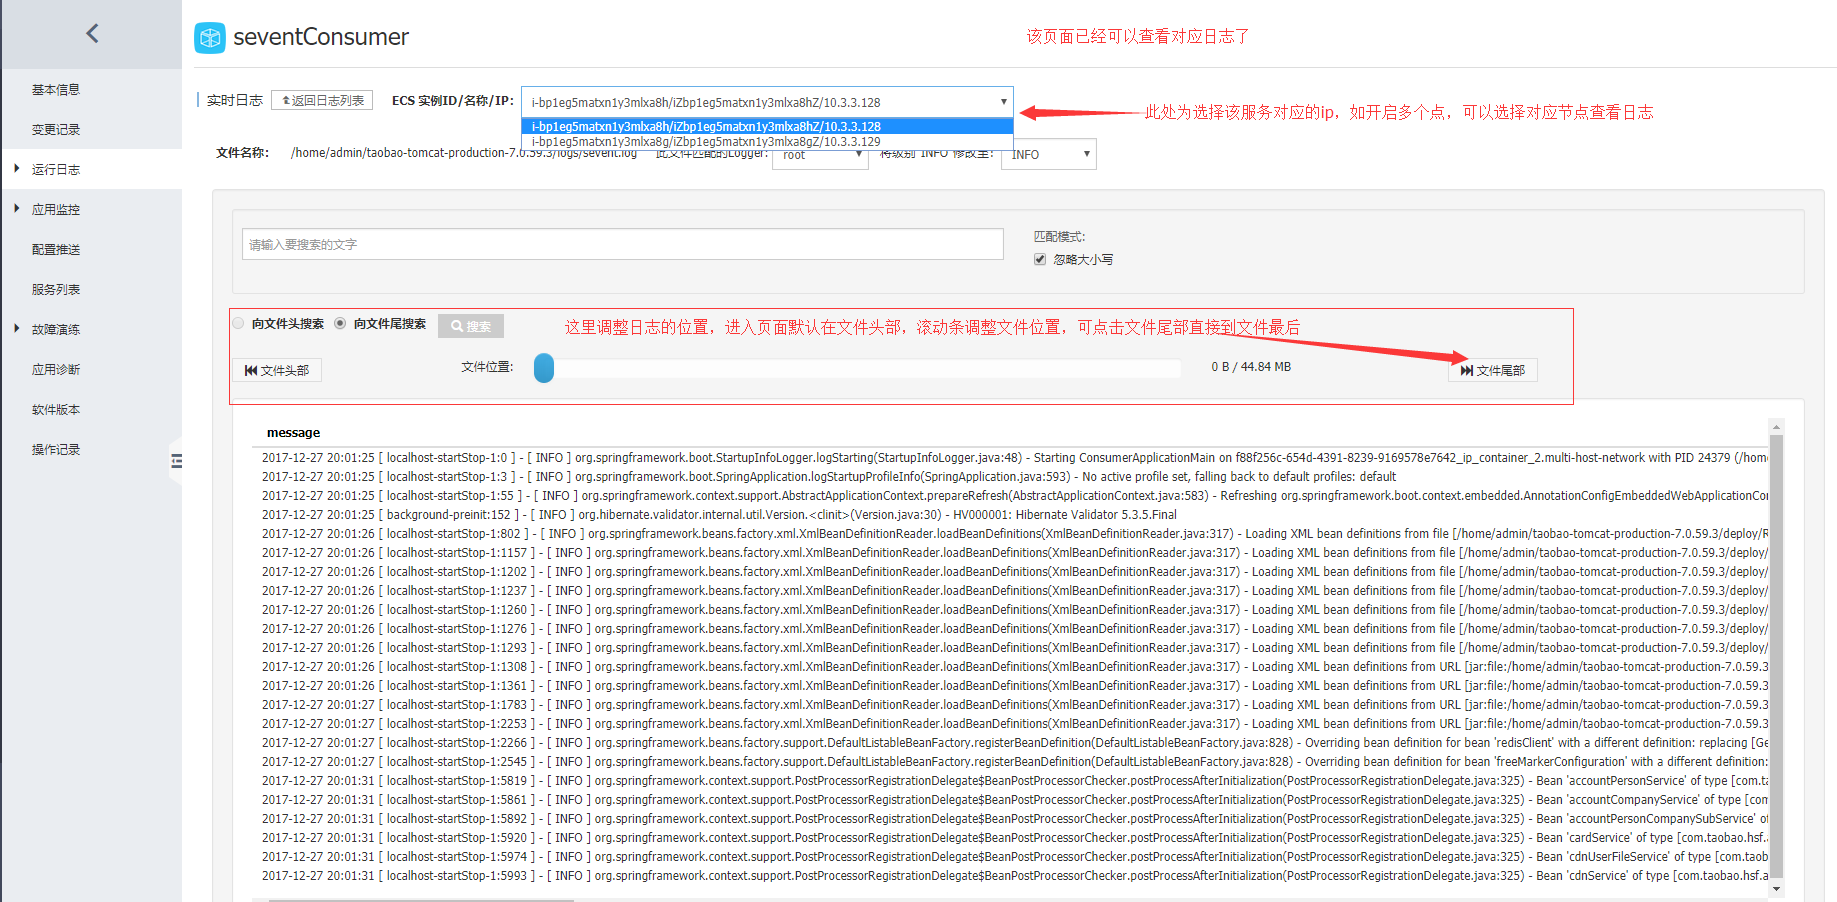 seventConsumer
该页面已经可以查看对应日志了
实时日志
返回日志列表
ECS 实例ID/名称/IP:
i-bp1eg5matxn1y3mlxa8h/iZbp1eg5matxn1y3mlxa8hZ/10.3.3.128
i-bp1eg5matxn1y3mlxa8h/iZbp1eg5matxn1y3mlxa8hZ/10.3.3.128
i-bp1eg5matxn1y3mlxa8g/iZbp1eg5matxn1y3mlxa8gZ/10.3.3.129
此处为选择该服务对应的ip，如开启多个点，可以选择对应节点查看日志
基本信息
变更记录
运行日志
应用监控
配置推送
服务列表
故障演练
应用诊断
软件版本
操作记录
文件名称: /home/admin/taobao-tomcat-production-7.0.59.3/logs/sevent.log 此文件匹配的Logger: root 将级别"INFO"修改至: INFO
请输入要搜索的文字
匹配模式:
忽略大小写
向文件头搜索 向文件尾搜索 搜索
这里调整日志的位置，进入页面默认在文件头部，滚动条调整文件位置，可点击文件尾部直接到文件最后
文件头部 文件位置: 0 B / 44.84 MB 文件尾部
message
2017-12-27 20:01:25 [ localhost-startStop-1:0 ] - [ INFO ] org.springframework.boot.StartupInfoLogger.logStarting(StartupInfoLogger.java:48) - Starting ConsumerApplicationMain on f88f256c-654d-4391-8239-9169578e7642_ip_container_2.multi-host-network with PID 24379 (/hom
2017-12-27 20:01:25 [ localhost-startStop-1:3 ] - [ INFO ] org.springframework.boot.SpringApplication.logStartupProfileInfo(SpringApplication.java:593) - No active profile set, falling back to default profiles: default
2017-12-27 20:01:25 [ localhost-startStop-1:55 ] - [ INFO ] org.springframework.context.support.AbstractApplicationContext.prepareRefresh(AbstractApplicationContext.java:583) - Refreshing org.springframework.boot.context.embedded.AnnotationConfigEmbeddedWebApplicationCo
2017-12-27 20:01:25 [ background-preinit:152 ] - [ INFO ] org.hibernate.validator.internal.util.Version.<clinit>(Version.java:30) - HV000001: Hibernate Validator 5.3.5.Final
2017-12-27 20:01:26 [ localhost-startStop-1:802 ] - [ INFO ] org.springframework.beans.factory.xml.XmlBeanDefinitionReader.loadBeanDefinitions(XmlBeanDefinitionReader.java:317) - Loading XML bean definitions from file [/home/admin/taobao-tomcat-production-7.0.59.3/deploy/R
2017-12-27 20:01:26 [ localhost-startStop-1:1157 ] - [ INFO ] org.springframework.beans.factory.xml.XmlBeanDefinitionReader.loadBeanDefinitions(XmlBeanDefinitionReader.java:317) - Loading XML bean definitions from file [/home/admin/taobao-tomcat-production-7.0.59.3/deploy/
2017-12-27 20:01:26 [ localhost-startStop-1:1202 ] - [ INFO ] org.springframework.beans.factory.xml.XmlBeanDefinitionReader.loadBeanDefinitions(XmlBeanDefinitionReader.java:317) - Loading XML bean definitions from file [/home/admin/taobao-tomcat-production-7.0.59.3/deploy/
2017-12-27 20:01:26 [ localhost-startStop-1:1237 ] - [ INFO ] org.springframework.beans.factory.xml.XmlBeanDefinitionReader.loadBeanDefinitions(XmlBeanDefinitionReader.java:317) - Loading XML bean definitions from file [/home/admin/taobao-tomcat-production-7.0.59.3/deploy/
2017-12-27 20:01:26 [ localhost-startStop-1:1260 ] - [ INFO ] org.springframework.beans.factory.xml.XmlBeanDefinitionReader.loadBeanDefinitions(XmlBeanDefinitionReader.java:317) - Loading XML bean definitions from file [/home/admin/taobao-tomcat-production-7.0.59.3/deploy/
2017-12-27 20:01:26 [ localhost-startStop-1:1276 ] - [ INFO ] org.springframework.beans.factory.xml.XmlBeanDefinitionReader.loadBeanDefinitions(XmlBeanDefinitionReader.java:317) - Loading XML bean definitions from file [/home/admin/taobao-tomcat-production-7.0.59.3/deploy/
2017-12-27 20:01:26 [ localhost-startStop-1:1293 ] - [ INFO ] org.springframework.beans.factory.xml.XmlBeanDefinitionReader.loadBeanDefinitions(XmlBeanDefinitionReader.java:317) - Loading XML bean definitions from file [/home/admin/taobao-tomcat-production-7.0.59.3/deploy/
2017-12-27 20:01:26 [ localhost-startStop-1:1308 ] - [ INFO ] org.springframework.beans.factory.xml.XmlBeanDefinitionReader.loadBeanDefinitions(XmlBeanDefinitionReader.java:317) - Loading XML bean definitions from URL [jar:file:/home/admin/taobao-tomcat-production-7.0.59.3
2017-12-27 20:01:26 [ localhost-startStop-1:1361 ] - [ INFO ] org.springframework.beans.factory.xml.XmlBeanDefinitionReader.loadBeanDefinitions(XmlBeanDefinitionReader.java:317) - Loading XML bean definitions from URL [jar:file:/home/admin/taobao-tomcat-production-7.0.59.3
2017-12-27 20:01:27 [ localhost-startStop-1:1783 ] - [ INFO ] org.springframework.beans.factory.xml.XmlBeanDefinitionReader.loadBeanDefinitions(XmlBeanDefinitionReader.java:317) - Loading XML bean definitions from URL [jar:file:/home/admin/taobao-tomcat-production-7.0.59.3
2017-12-27 20:01:27 [ localhost-startStop-1:2253 ] - [ INFO ] org.springframework.beans.factory.xml.XmlBeanDefinitionReader.loadBeanDefinitions(XmlBeanDefinitionReader.java:317) - Loading XML bean definitions from URL [jar:file:/home/admin/taobao-tomcat-production-7.0.59.3
2017-12-27 20:01:27 [ localhost-startStop-1:2266 ] - [ INFO ] org.springframework.beans.factory.support.DefaultListableBeanFactory.registerBeanDefinition(DefaultListableBeanFactory.java:828) - Overriding bean definition for bean 'redisClient' with a different definition: replacing [Ge
2017-12-27 20:01:27 [ localhost-startStop-1:2545 ] - [ INFO ] org.springframework.beans.factory.support.DefaultListableBeanFactory.registerBeanDefinition(DefaultListableBeanFactory.java:828) - Overriding bean definition for bean 'freeMarkerConfiguration' with a different definition:
2017-12-27 20:01:31 [ localhost-startStop-1:5819 ] - [ INFO ] org.springframework.context.support.PostProcessorRegistrationDelegate$BeanPostProcessorChecker.postProcessAfterInitialization(PostProcessorRegistrationDelegate.java:325) - Bean 'accountPersonService' of type [com.ta
2017-12-27 20:01:31 [ localhost-startStop-1:5861 ] - [ INFO ] org.springframework.context.support.PostProcessorRegistrationDelegate$BeanPostProcessorChecker.postProcessAfterInitialization(PostProcessorRegistrationDelegate.java:325) - Bean 'accountCompanyService' of type [com
2017-12-27 20:01:31 [ localhost-startStop-1:5892 ] - [ INFO ] org.springframework.context.support.PostProcessorRegistrationDelegate$BeanPostProcessorChecker.postProcessAfterInitialization(PostProcessorRegistrationDelegate.java:325) - Bean 'accountPersonCompanySubService' of
2017-12-27 20:01:31 [ localhost-startStop-1:5920 ] - [ INFO ] org.springframework.context.support.PostProcessorRegistrationDelegate$BeanPostProcessorChecker.postProcessAfterInitialization(PostProcessorRegistrationDelegate.java:325) - Bean 'cardService' of type [com.taobao.hsf.
2017-12-27 20:01:31 [ localhost-startStop-1:5974 ] - [ INFO ] org.springframework.context.support.PostProcessorRegistrationDelegate$BeanPostProcessorChecker.postProcessAfterInitialization(PostProcessorRegistrationDelegate.java:325) - Bean 'cdnUserFileService' of type [com.taob
2017-12-27 20:01:31 [ localhost-startStop-1:5993 ] - [ INFO ] org.springframework.context.support.PostProcessorRegistrationDelegate$BeanPostProcessorChecker.postProcessAfterInitialization(PostProcessorRegistrationDelegate.java:325) - Bean 'cdnService' of type [com.taobao.hsf.a